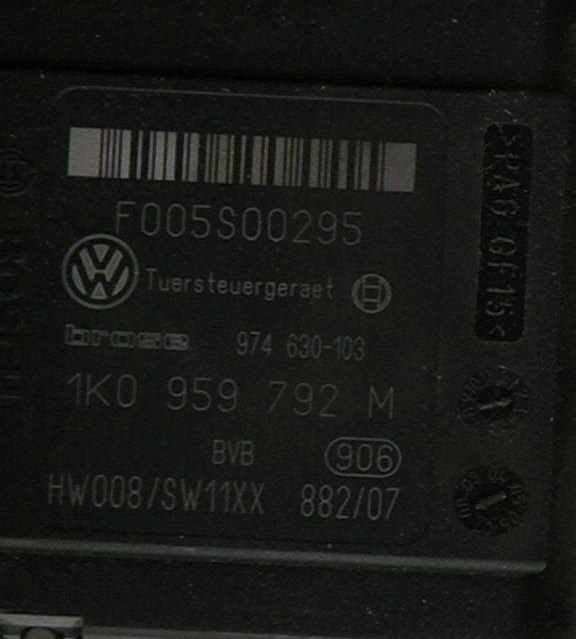 F005S00295
Tuersteuergeraet
brose 974 630-103
1K0 959 792 M
BVB 906
HW008/SW11XX 882/07
>PA6-GF15<